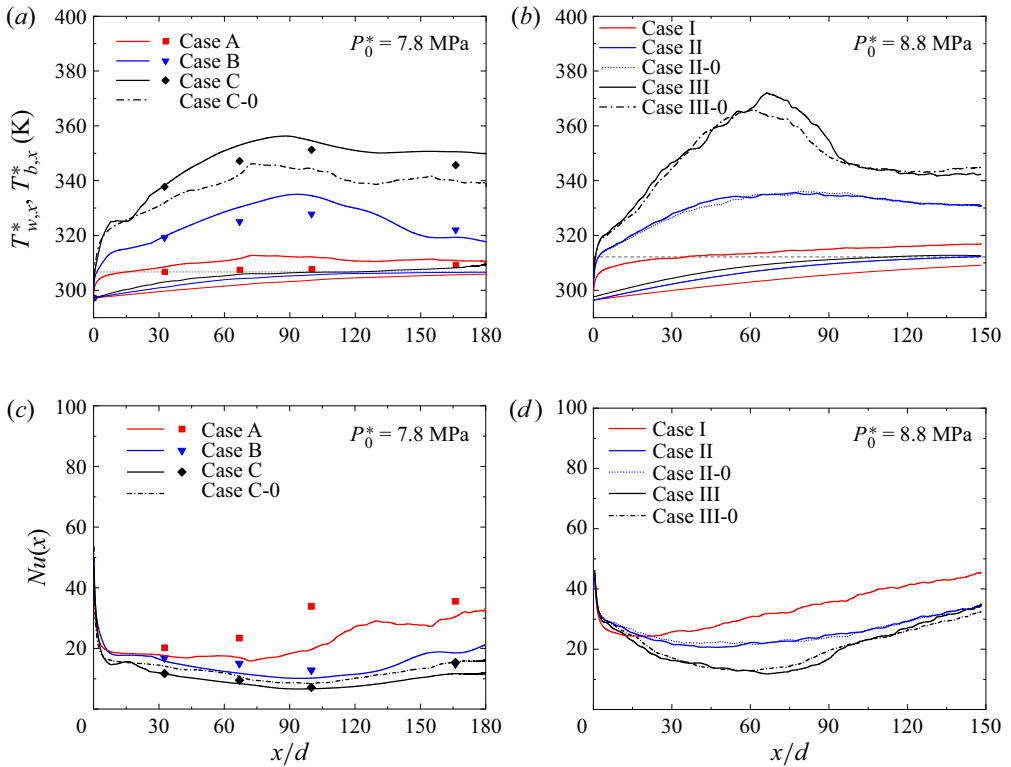 (a)
T*w,x, T*b,x (K)
400
380
360
340
320
300
Case A
Case B
Case C
Case C-0
P*0 = 7.8 MPa
0 30 60 90 120 150 180
(b)
400
380
360
340
320
300
Case I
Case II
Case II-0
Case III
Case III-0
P*0 = 8.8 MPa
0 30 60 90 120 150
(c)
Nu(x)
100
80
60
40
20
0
Case A
Case B
Case C
Case C-0
P*0 = 7.8 MPa
0 30 60 90 120 150 180
x/d
(d)
100
80
60
40
20
Case I
Case II
Case II-0
Case III
Case III-0
P*0 = 8.8 MPa
0 30 60 90 120 150
x/d